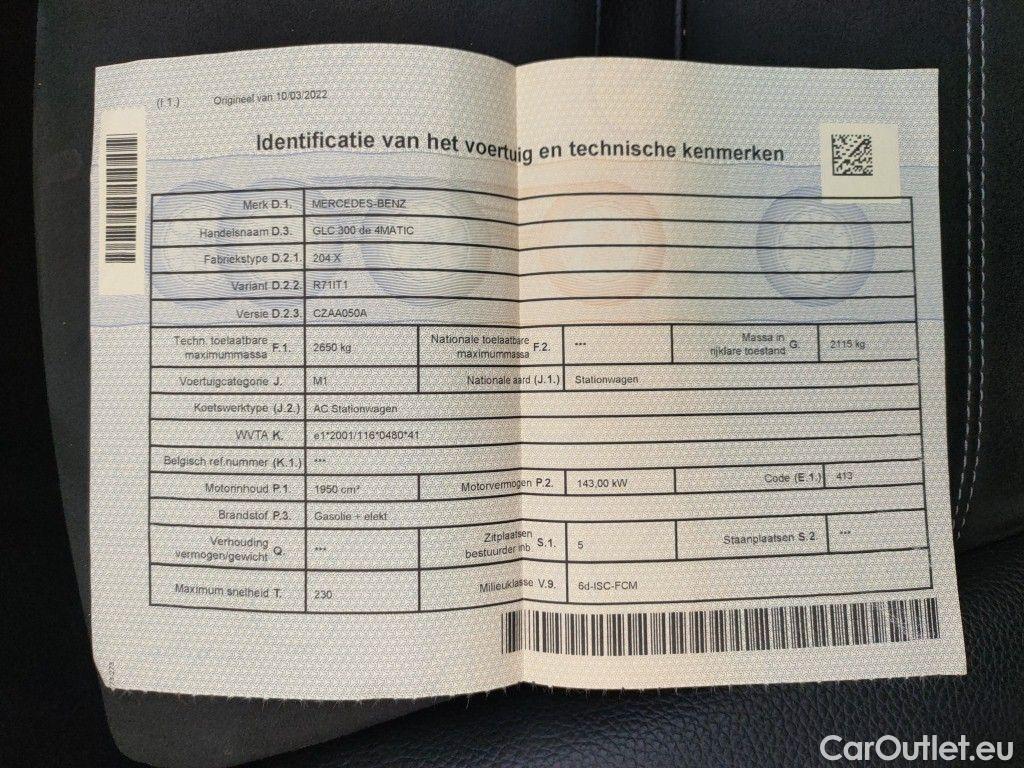 (I.1.) Origineel van 10/03/2022
Identificatie van het voertuig en technische kenmerken
Merk D.1. MERCEDES-BENZ
Handelsnaam D.3. GLC 300 de 4MATIC
Fabriekstype D.2.1. 204 X
Variant D.2.2. R71IT1
Versie D.2.3. CZAA050A
Techn. toelaatbare maximummassa F.1. 2650 kg Nationale toelaatbare maximummassa F.2. *** Massa in rijklare toestand G. 2115 kg
Voertuigcategorie J. M1 Nationale aard (J.1.) Stationwagen
Koetswerktype (J.2.) AC Stationwagen
WVTA K. e1*2001/116*0480*41
Belgisch ref.nummer (K.1.) ***
Motorinhoud P.1. 1950 cm³ Motorvermogen P.2. 143,00 kW Code (E.1.) 413
Brandstof P.3. Gasolie + elekt
Verhouding vermogen/gewicht Q. *** Zitplaatsen bestuurder inb S.1. 5 Staanplaatsen S.2. ***
Maximum snelheid T. 230 Milieuklasse V.9. 6d-ISC-FCM
CarOutlet.eu